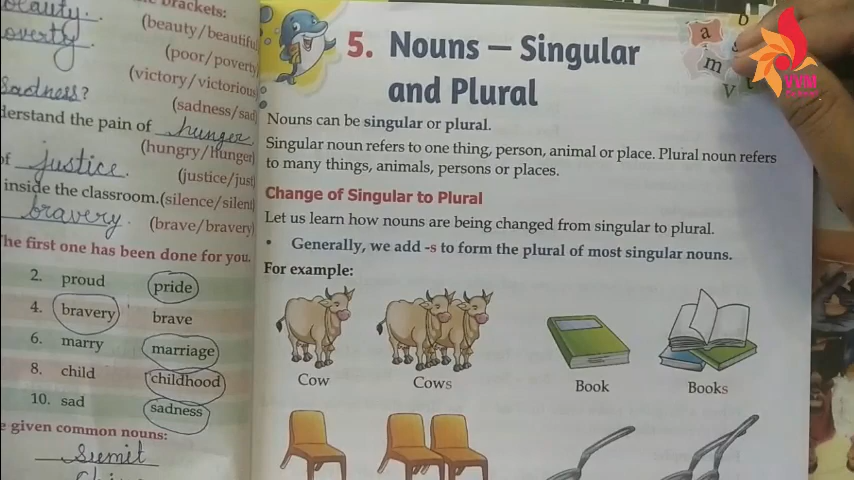 brackets:
beauty.
(beauty/beautiful
overty.
(poor/poverty
(victory/victorious
Sadness?
(sadness/sad)
derstand the pain of hunger.
(hungry/hunger)
of justice.
(justice/just
inside the classroom.(silence/silent
bravery.
(brave/bravery)
The first one has been done for you.
2. proud pride
4. bravery brave
6. marry marriage
8. child childhood
10. sad sadness
e given common nouns:
Sumit
5. Nouns — Singular
and Plural
a
m
v
b
VVM
Nouns can be singular or plural.
Singular noun refers to one thing, person, animal or place. Plural noun refers
to many things, animals, persons or places.
Change of Singular to Plural
Let us learn how nouns are being changed from singular to plural.
• Generally, we add -s to form the plural of most singular nouns.
For example:
Cow
Cows
Book
Books